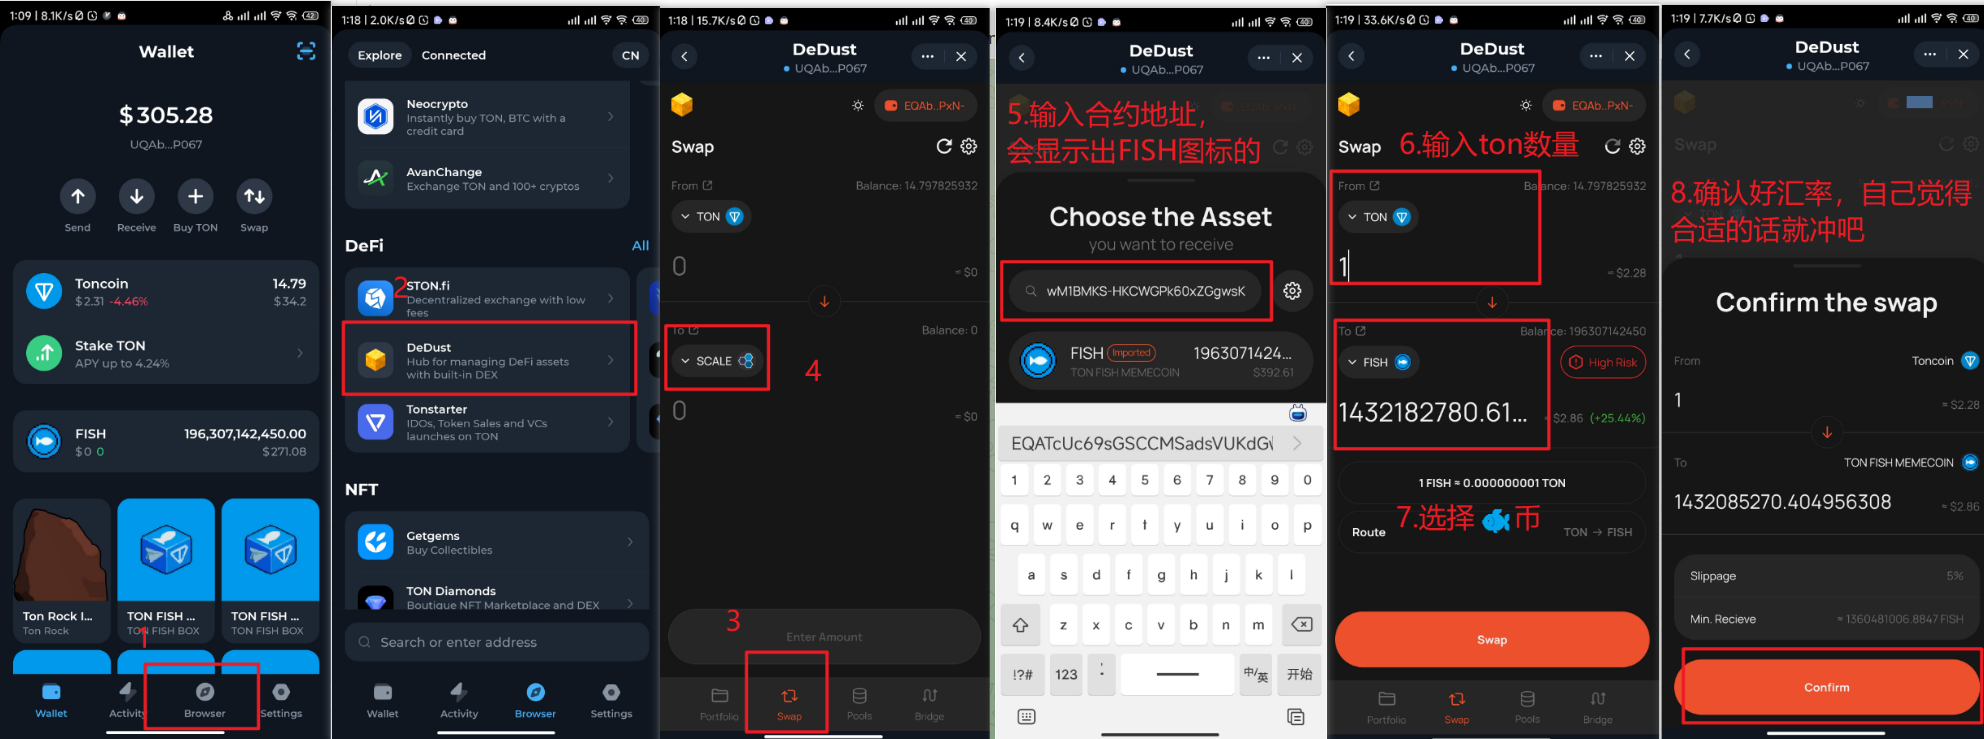 1:09 | 8.1K/s
42
Wallet
$305.28
UQAb...P067
Send
Receive
Buy TON
Swap
Toncoin
14.79
$2.31 -4.46%
$34.2
Stake TON
APY up to 4.24%
FISH
196,307,142,450.00
$0 0
$271.08
Ton Rock I...
Ton Rock
TON FISH ...
TON FISH BOX
TON FISH ...
TON FISH BOX
1
Wallet
Activity
Browser
Settings
1:18 | 2.0K/s
40
Explore
Connected
CN
Neocrypto
Instantly buy TON, BTC with a
credit card
AvanChange
Exchange TON and 100+ cryptos
DeFi
All
2
STON.fi
Decentralized exchange with low
fees
DeDust
Hub for managing DeFi assets
with built-in DEX
Tonstarter
IDOs, Token Sales and VCs
launches on TON
NFT
Getgems
Buy Collectibles
TON Diamonds
Boutique NFT Marketplace and DEX
Search or enter address
Wallet
Activity
Browser
Settings
1:18 | 15.7K/s
40
DeDust
UQAb...P067
EQAb..PxN-
Swap
From
Balance: 14.797825932
TON
0
≈ $0
To
Balance: 0
SCALE
4
0
≈ $0
3
Enter Amount
Portfolio
Swap
Pools
Bridge
1:19 | 8.4K/s
40
DeDust
UQAb...P067
5.输入合约地址，
会显示出FISH图标的
Choose the Asset
you want to receive
wM1BMKS-HKCWGPk60xZGgwsK
FISH
Imported
1963071424...
TON FISH MEMECOIN
$392.61
EQATcUc69sGSCCMSadsVUKdG
1 2 3 4 5 6 7 8 9 0
q w e r t y u i o p
a s d f g h j k l
z x c v b n m
!?#
123
中/英
开始
1:19 | 33.6K/s
40
DeDust
UQAb...P067
EQAb..PxN-
Swap
6.输入ton数量
From
Balance: 14.797825932
TON
1
≈ $2.28
To
Balance: 196307142450
FISH
High Risk
1432182780.61...
≈ $2.86 (+25.44%)
1 FISH ≈ 0.000000001 TON
7.选择
币
Route
TON → FISH
Swap
Portfolio
Swap
Pools
Bridge
1:19 | 7.7K/s
40
DeDust
UQAb...P067
Swap
8.确认好汇率，自己觉得
合适的话就冲吧
Confirm the swap
From
Toncoin
1
≈ $2.28
To
TON FISH MEMECOIN
1432085270.404956308
≈ $2.86
Slippage
5%
Min. Recieve
≈ 1360481006.8847 FISH
Confirm